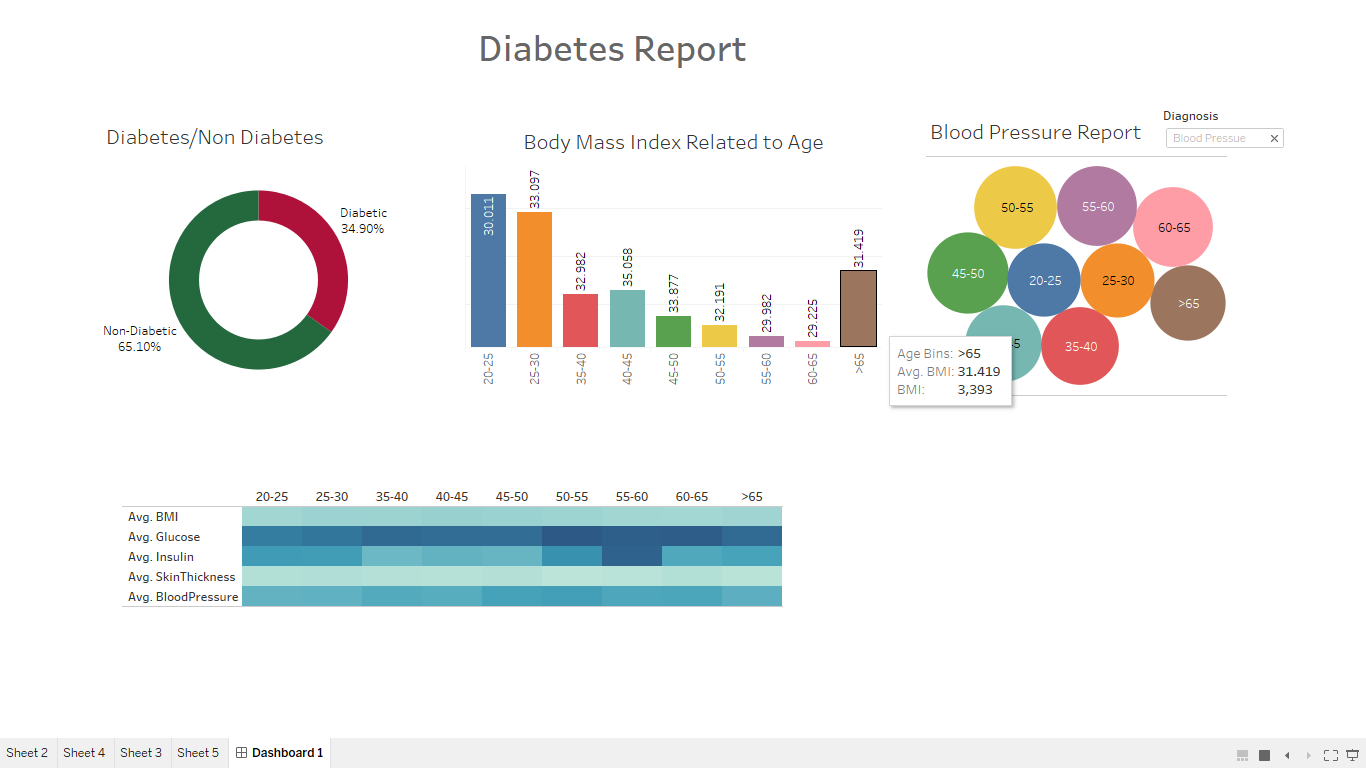 Diabetes Report
Diabetes/Non Diabetes
Diabetic
34.90%
Non-Diabetic
65.10%
Body Mass Index Related to Age
30.011
33.097
32.982
35.058
33.877
32.191
29.982
29.225
31.419
20-25
25-30
35-40
40-45
45-50
50-55
55-60
60-65
>65
Blood Pressure Report
Diagnosis
Blood Pressue
50-55
55-60
60-65
45-50
20-25
25-30
>65
5
35-40
Age Bins: >65
Avg. BMI: 31.419
BMI: 3,393
20-25 25-30 35-40 40-45 45-50 50-55 55-60 60-65 >65
Avg. BMI
Avg. Glucose
Avg. Insulin
Avg. SkinThickness
Avg. BloodPressure
Sheet 2 Sheet 4 Sheet 3 Sheet 5 Dashboard 1